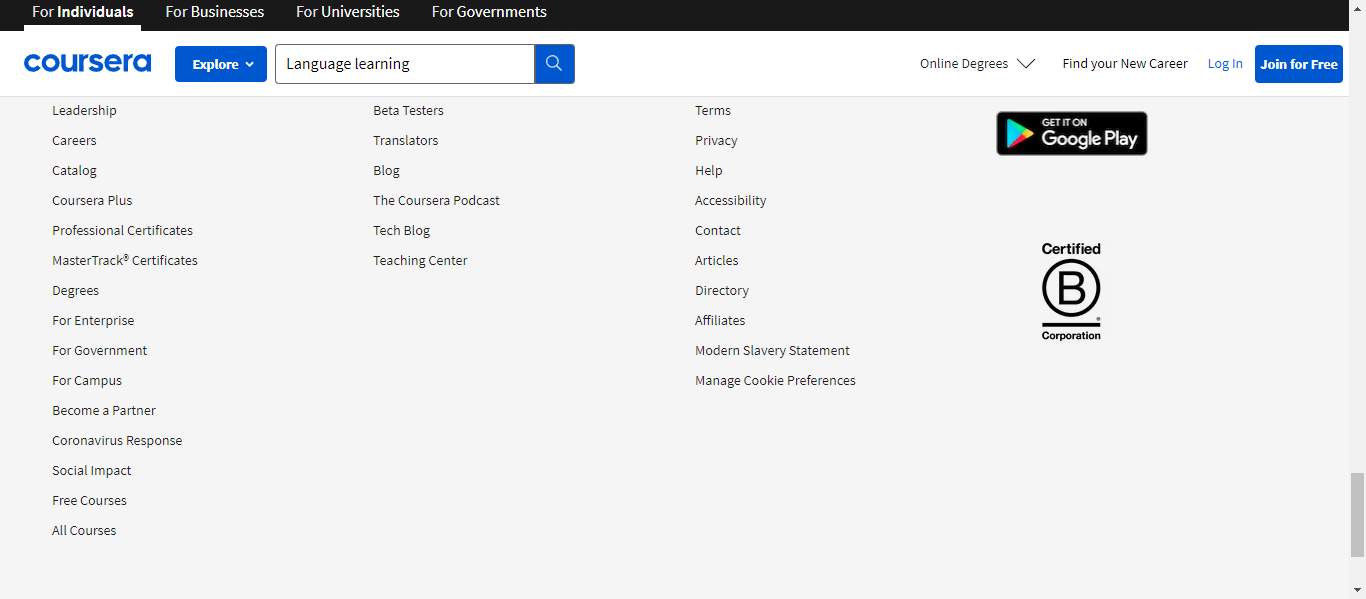 For Individuals
For Businesses
For Universities
For Governments
coursera
Explore
Language learning
Online Degrees
Find your New Career
Log In
Join for Free
Leadership
Careers
Catalog
Coursera Plus
Professional Certificates
MasterTrack® Certificates
Degrees
For Enterprise
For Government
For Campus
Become a Partner
Coronavirus Response
Social Impact
Free Courses
All Courses
Beta Testers
Translators
Blog
The Coursera Podcast
Tech Blog
Teaching Center
Terms
Privacy
Help
Accessibility
Contact
Articles
Directory
Affiliates
Modern Slavery Statement
Manage Cookie Preferences
GET IT ON
Google Play
Certified
B
®
Corporation